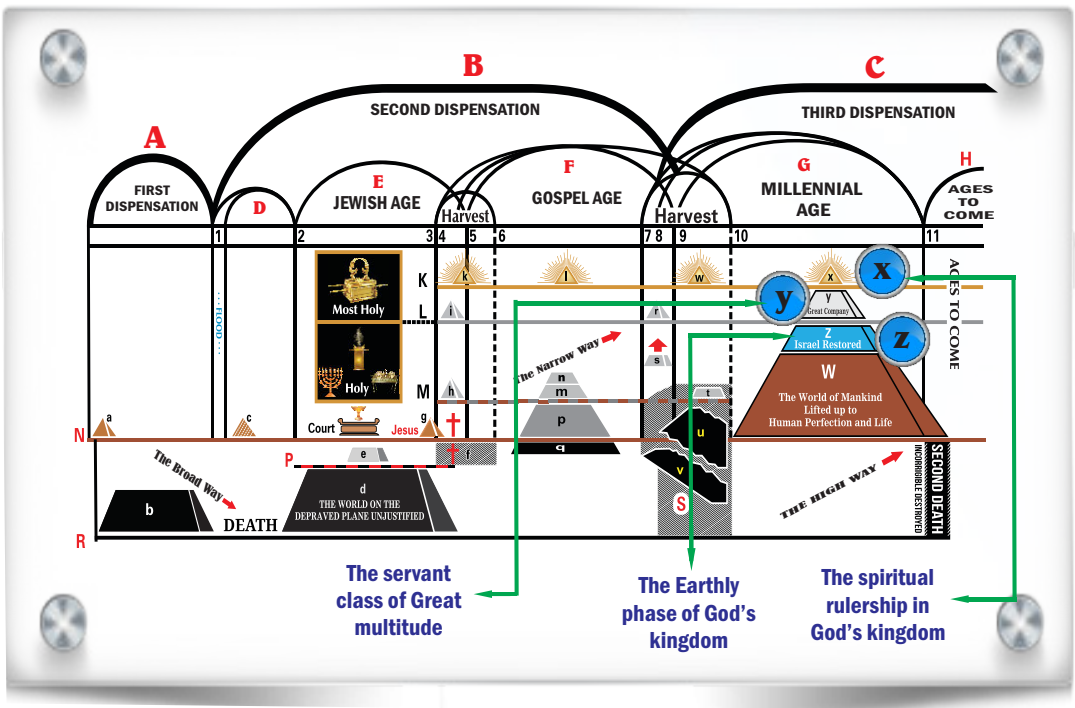 B
C
SECOND DISPENSATION
THIRD DISPENSATION
A
FIRST
DISPENSATION
D
E
JEWISH AGE
Harvest
F
GOSPEL AGE
Harvest
G
MILLENNIAL
AGE
H
AGES
TO
COME
1
2
3
4
5
6
7
8
9
10
11
K
L
M
N
P
R
S
... FLOOD ...
Most Holy
Holy
Court
Jesus
a
b
c
d
e
f
g
h
i
k
l
m
n
p
q
r
s
t
u
v
w
x
x
y
y
Great Company
z
Z
Israel Restored
W
The World of Mankind
Lifted up to
Human Perfection and Life
AGES TO COME
The Narrow Way
The Broad Way
DEATH
THE WORLD ON THE
DEPRAVED PLANE UNJUSTIFIED
THE HIGH WAY
SECOND DEATH
INCORRIGIBLE DESTROYED
The servant
class of Great
multitude
The Earthly
phase of God's
kingdom
The spiritual
rulership in
God's kingdom